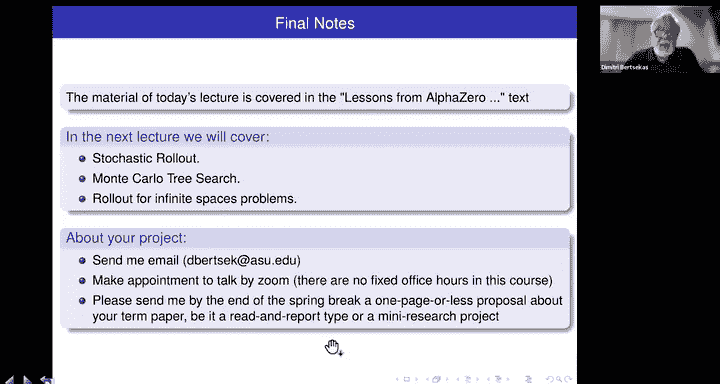 Final Notes
The material of today's lecture is covered in the "Lessons from AlphaZero ..." text
In the next lecture we will cover:
Stochastic Rollout.
Monte Carlo Tree Search.
Rollout for infinite spaces problems.
About your project:
Send me email (dbertsek@asu.edu)
Make appointment to talk by zoom (there are no fixed office hours in this course)
Please send me by the end of the spring break a one-page-or-less proposal about
your term paper, be it a read-and-report type or a mini-research project
Dimitri Bertsekas